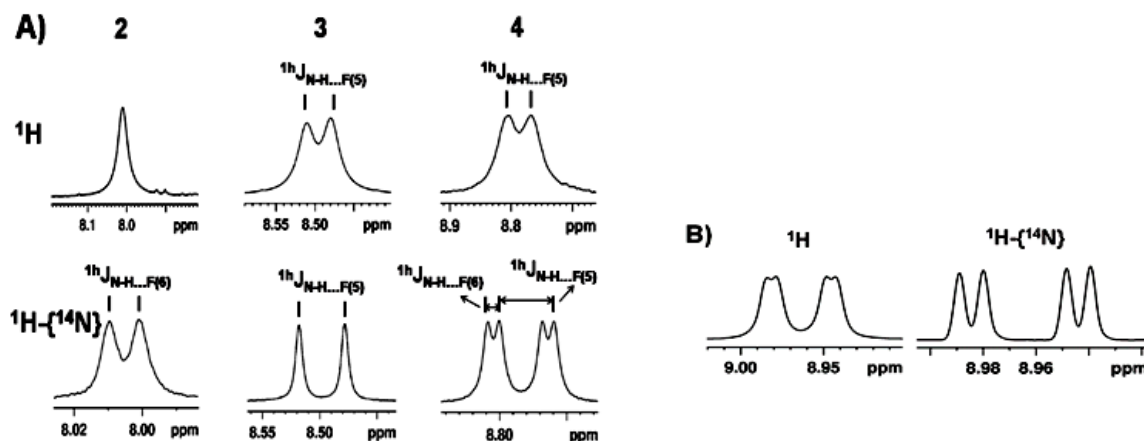 A) 2 3 4
1hJN-H...F(5) 1hJN-H...F(5)
1H
8.1 8.0 ppm 8.55 8.50 ppm 8.9 8.8 ppm
B) 1H 1H-{14N}
1hJN-H...F(6) 1hJN-H...F(5) 1hJN-H...F(6) 1hJN-H...F(5)
1H-{14N}
9.00 8.95 ppm 8.98 8.96 ppm
8.02 8.00 ppm 8.55 8.50 ppm 8.80 ppm